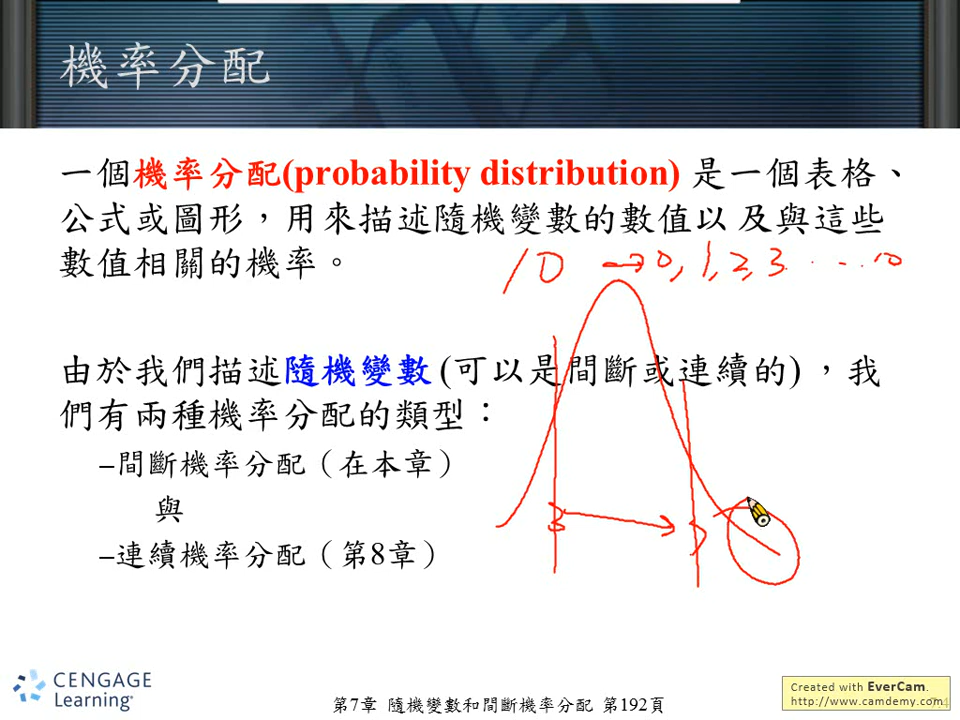 機率分配
一個機率分配(probability distribution) 是一個表格、
公式或圖形，用來描述隨機變數的數值以 及與這些
數值相關的機率。
10 → 0, 1, 2, 3 . . . . 10
由於我們描述隨機變數 (可以是間斷或連續的) ，我
們有兩種機率分配的類型：
–間斷機率分配（在本章）
與
–連續機率分配（第8章）
CENGAGE
Learning
第7章 隨機變數和間斷機率分配 第192頁
Created with EverCam.
http://www.camdemy.com